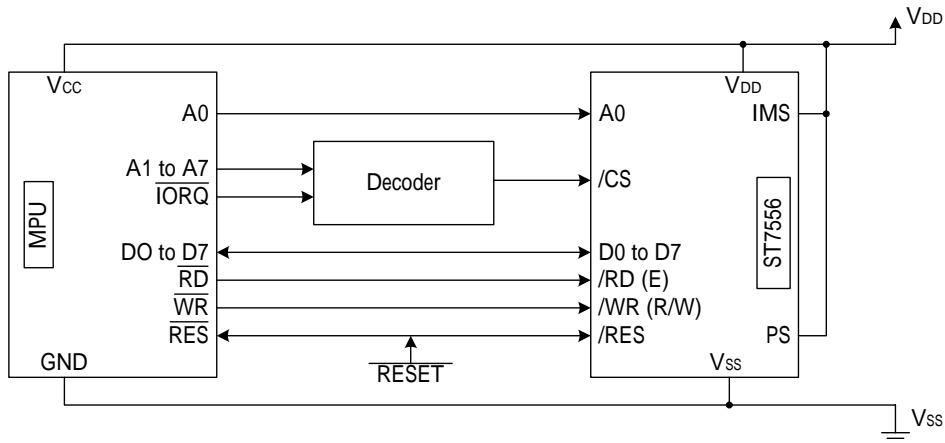 VDD
VCC
VDD
A0
A0
IMS
A1 to A7
IORQ
Decoder
/CS
MPU
ST7556
DO to D7
D0 to D7
RD
/RD (E)
WR
/WR (R/W)
RES
/RES
PS
GND
RESET
VSS
VSS